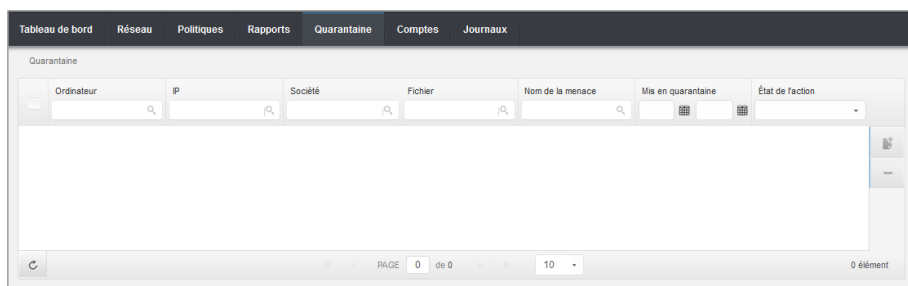 Tableau de bord Réseau Politiques Rapports Quarantaine Comptes Journaux
Quarantaine
Ordinateur IP Société Fichier Nom de la menace Mis en quarantaine État de l'action
PAGE 0 de 0 10 0 élément